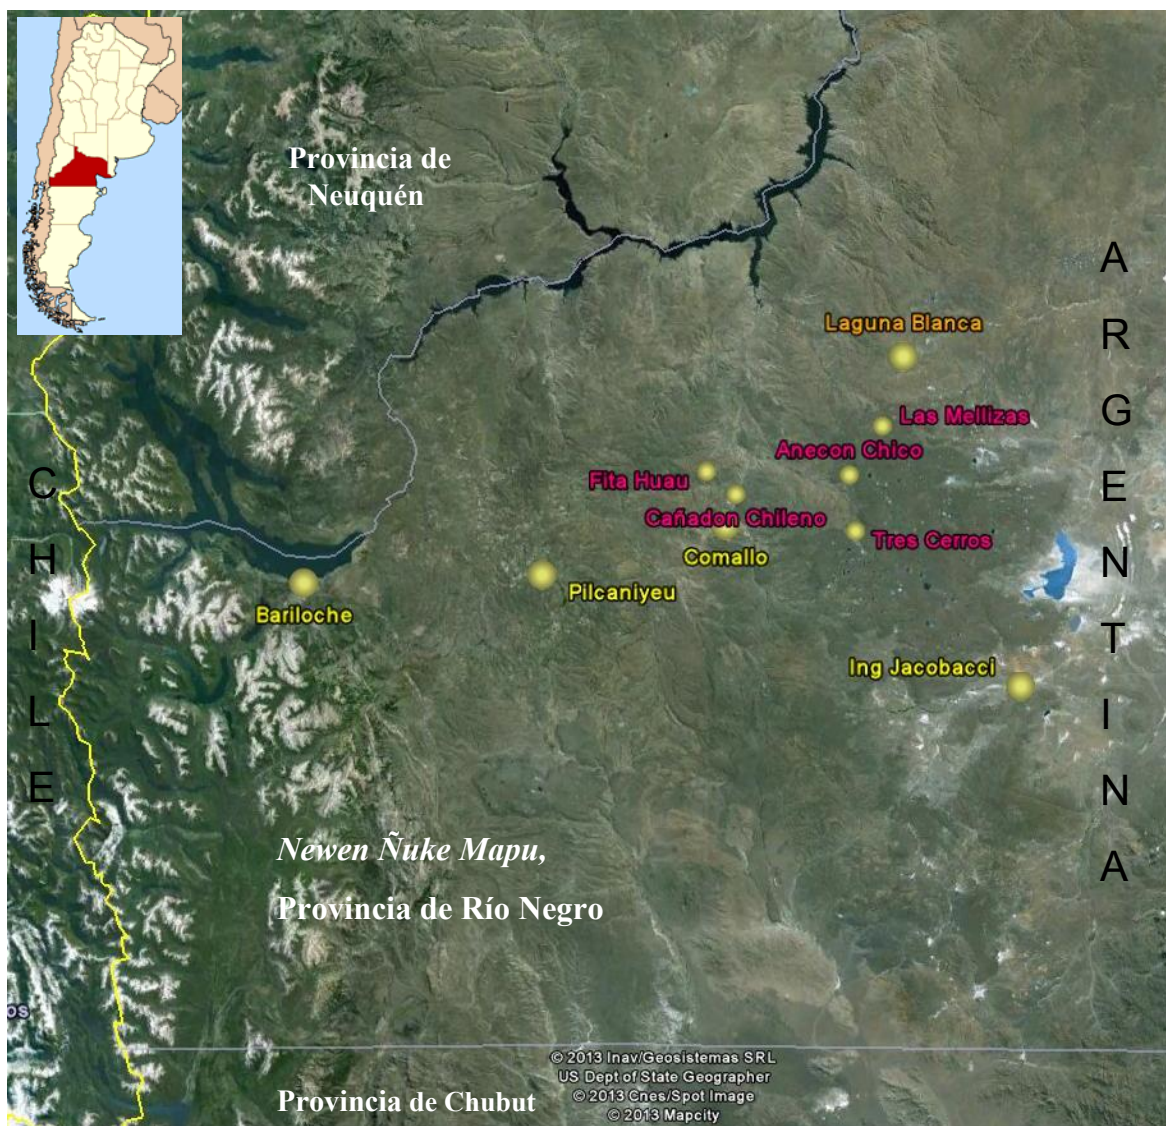 Provincia de
Neuquén
Laguna Blanca
Las Mellizas
Anecon Chico
Fita Huau
Cañadon Chileno
Tres Cerros
Comallo
Pilcaniyeu
Bariloche
Ing Jacobacci
CHILE
ARGENTINA
Newen Ñuke Mapu,
Provincia de Río Negro
os
Provincia de Chubut
© 2013 Inav/Geosistemas SRL
US Dept of State Geographer
© 2013 Cnes/Spot Image
© 2013 Mapcity